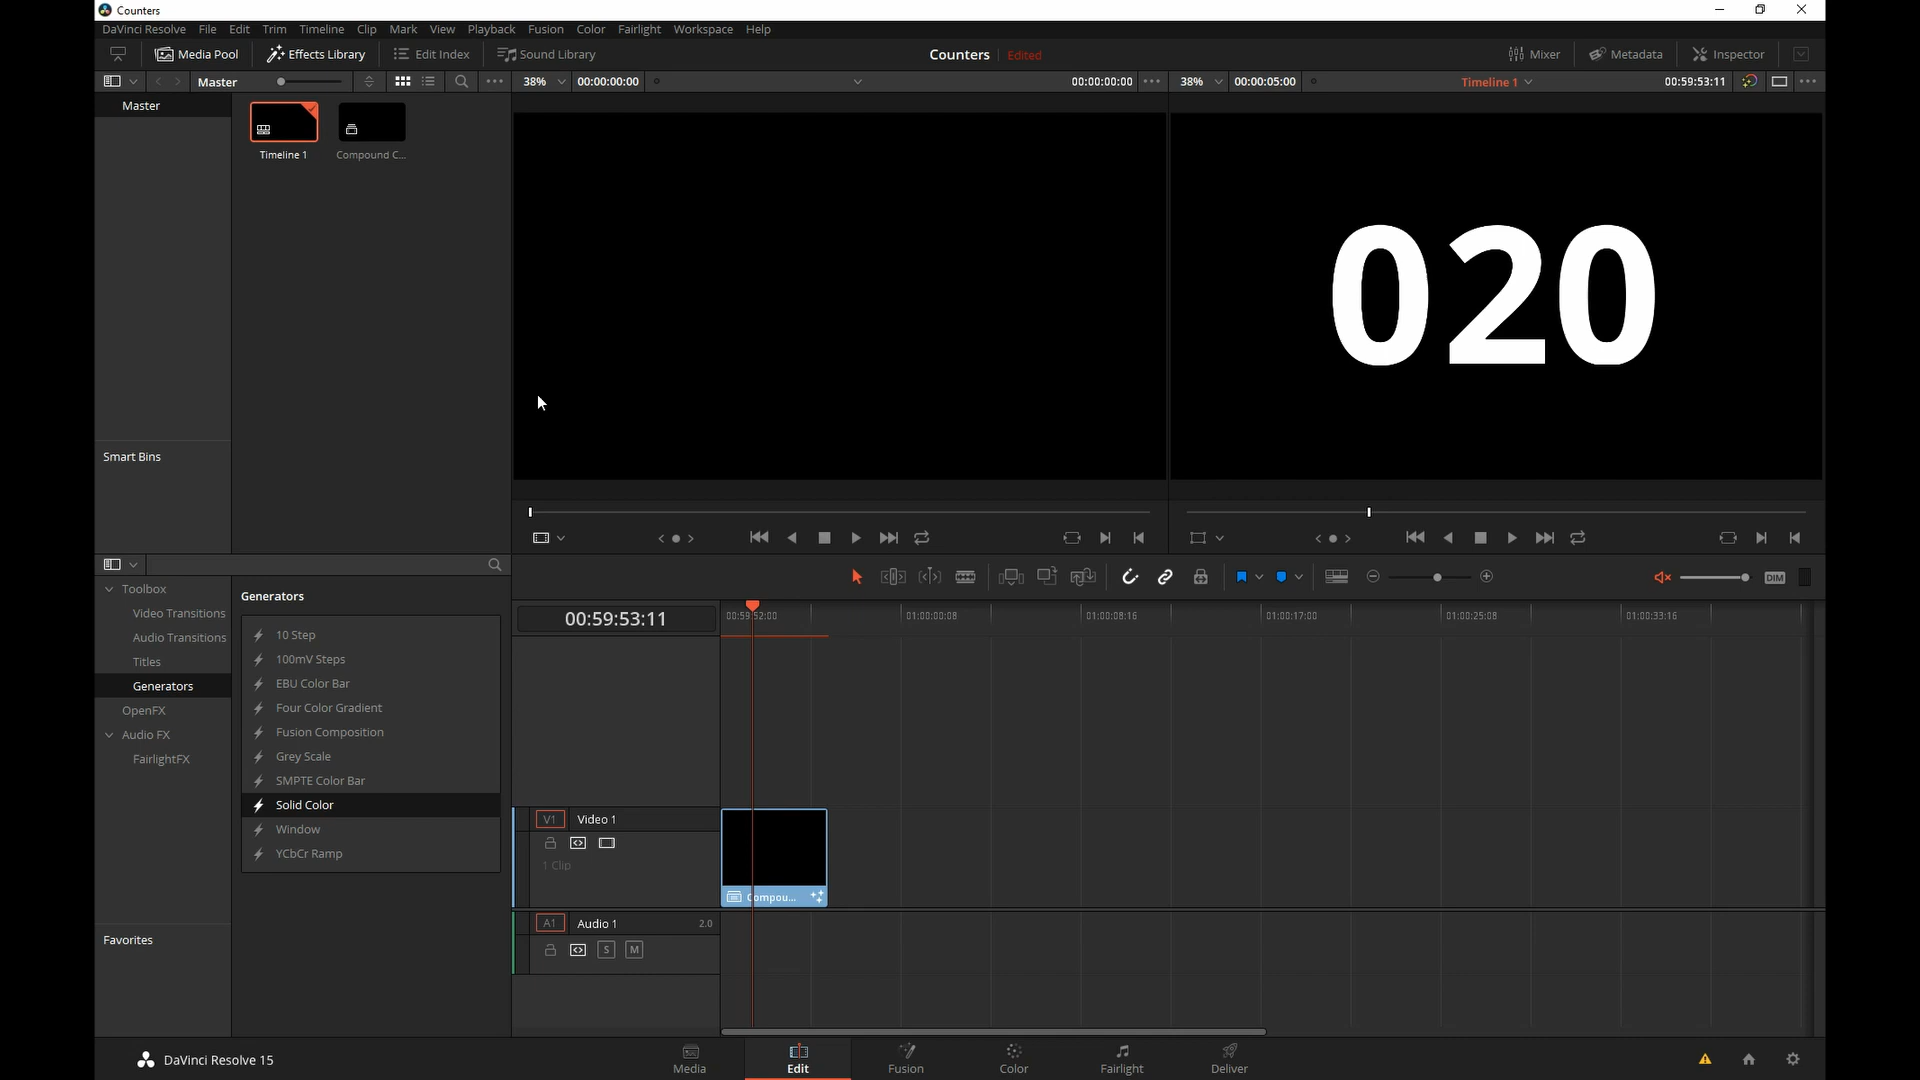 Counters
DaVinci Resolve File Edit Trim Timeline Clip Mark View Playback Fusion Color Fairlight Workspace Help
Media Pool Effects Library Edit Index Sound Library Counters Edited Mixer Metadata Inspector
Master 38% 00:00:00:00 00:00:00:00 38% 00:00:05:00 Timeline 1 00:59:53:11
Master
Timeline 1 Compound C...
020
Smart Bins
Toolbox
Video Transitions
Audio Transitions
Titles
Generators
OpenFX
Audio FX
FairlightFX
Favorites
Generators
10 Step
100mV Steps
EBU Color Bar
Four Color Gradient
Fusion Composition
Grey Scale
SMPTE Color Bar
Solid Color
Window
YCbCr Ramp
DIM
00:59:53:11 00:59:52:00 01:00:00:08 01:00:08:16 01:00:17:00 01:00:25:08 01:00:33:16
V1 Video 1
1 Clip
Compou...
A1 Audio 1 2.0
S M
DaVinci Resolve 15 Media Edit Fusion Color Fairlight Deliver